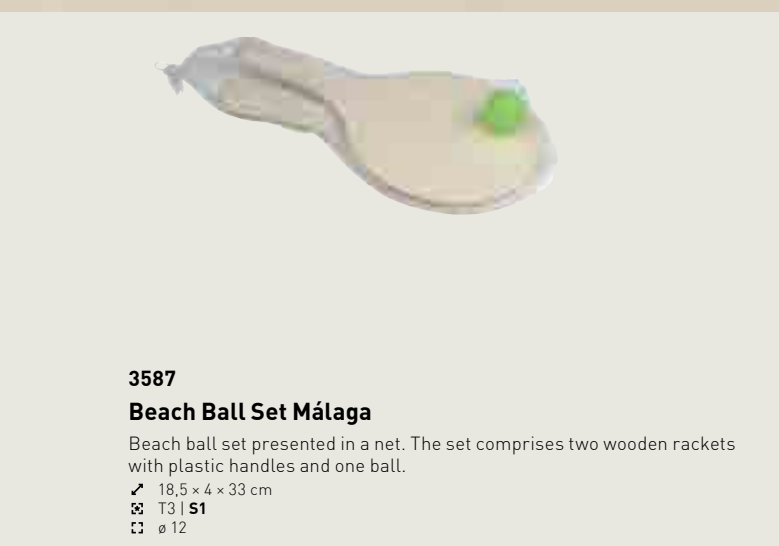 3587
Beach Ball Set Málaga
Beach ball set presented in a net. The set comprises two wooden rackets
with plastic handles and one ball.
18,5 × 4 × 33 cm
T3 | S1
ø 12